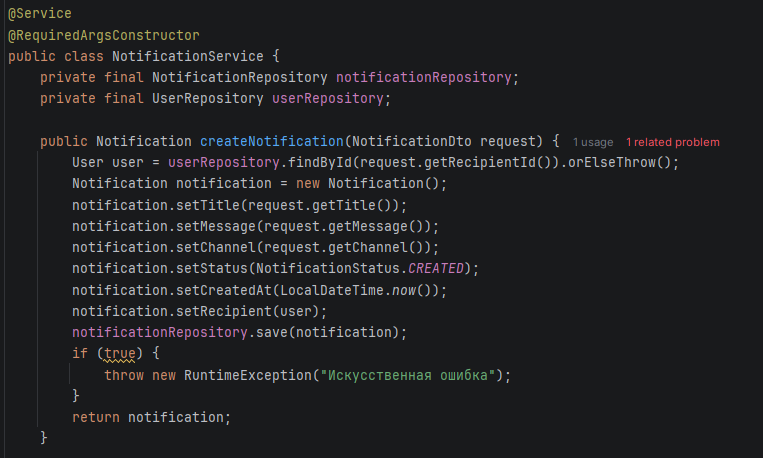 @Service
@RequiredArgsConstructor
public class NotificationService {
    private final NotificationRepository notificationRepository;
    private final UserRepository userRepository;

    public Notification createNotification(NotificationDto request) {  1 usage  1 related problem
        User user = userRepository.findById(request.getRecipientId()).orElseThrow();
        Notification notification = new Notification();
        notification.setTitle(request.getTitle());
        notification.setMessage(request.getMessage());
        notification.setChannel(request.getChannel());
        notification.setStatus(NotificationStatus.CREATED);
        notification.setCreatedAt(LocalDateTime.now());
        notification.setRecipient(user);
        notificationRepository.save(notification);
        if (true) {
            throw new RuntimeException("Искусственная ошибка");
        }
        return notification;
    }